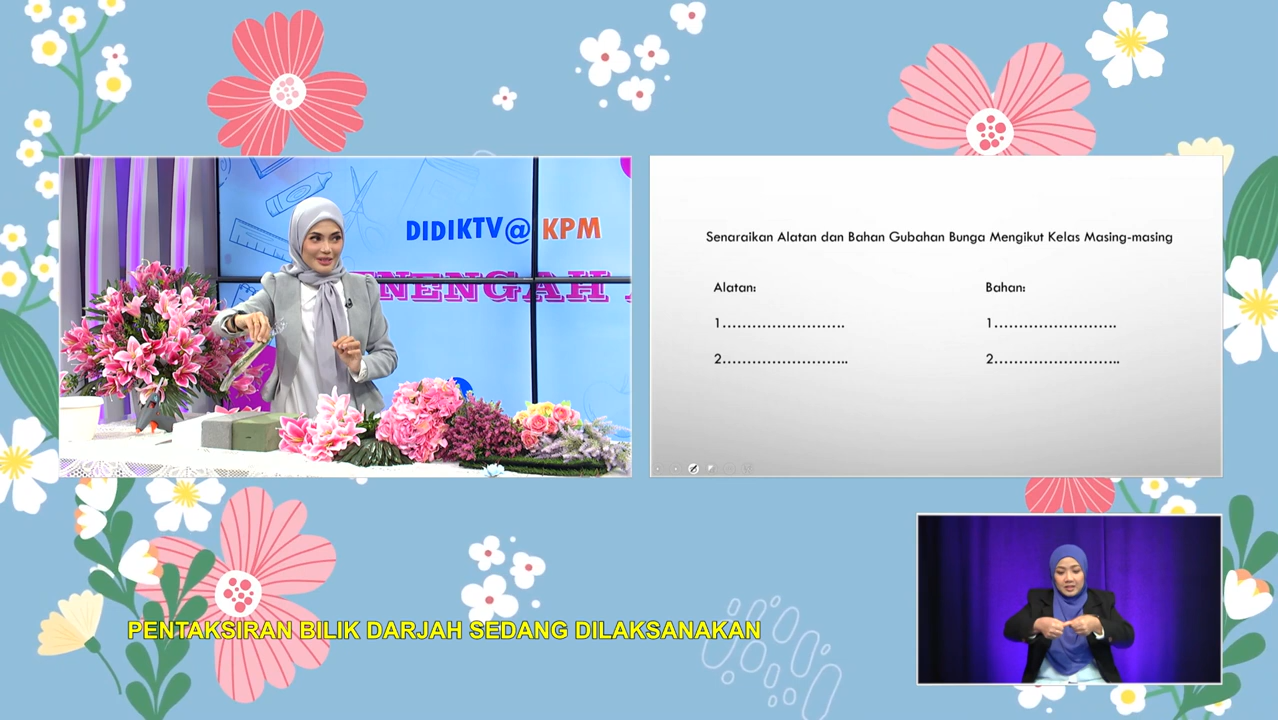 DIDIKTV@ KPM
NENGAH
Senaraikan Alatan dan Bahan Gubahan Bunga Mengikut Kelas Masing-masing
Alatan:
Bahan:
1.........................
1.........................
2.........................
2.........................
PENTAKSIRAN BILIK DARJAH SEDANG DILAKSANAKAN